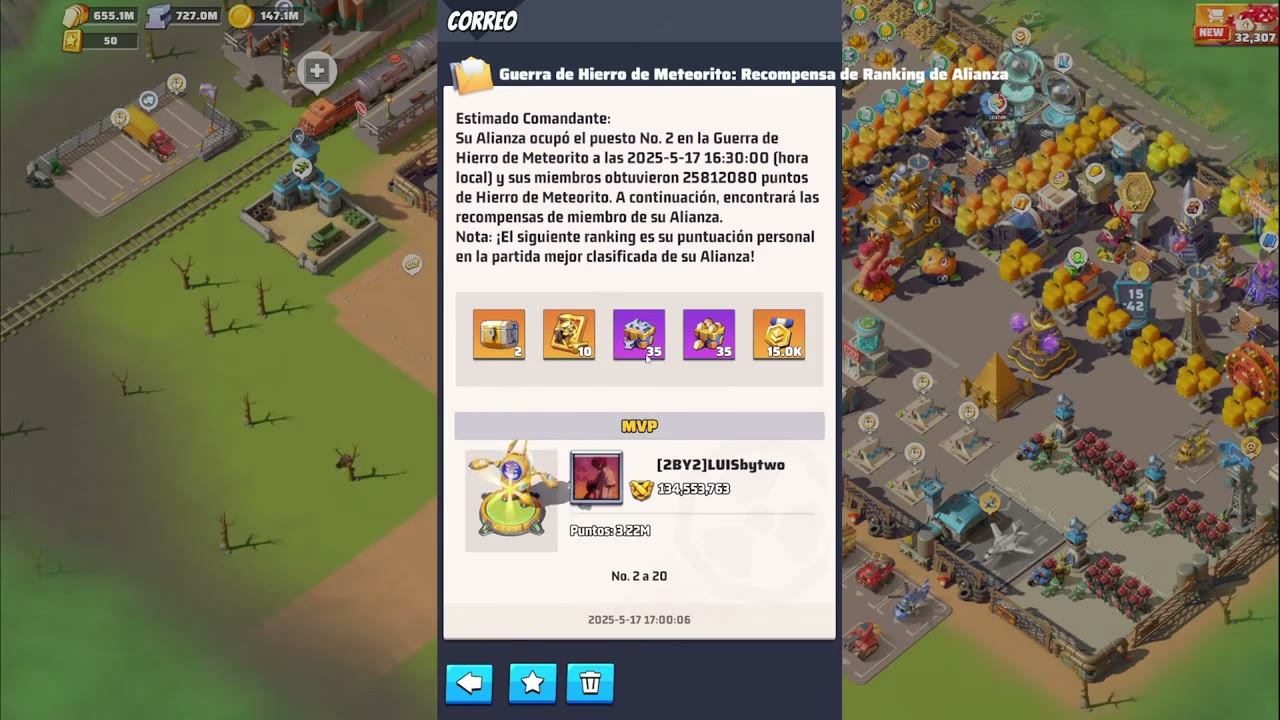 655.1M
727.0M
147.1M
50
CORREO
NEW
32,307
Guerra de Hierro de Meteorito: Recompensa de Ranking de Alianza
Estimado Comandante:
Su Alianza ocupó el puesto No. 2 en la Guerra de
Hierro de Meteorito a las 2025-5-17 16:30:00 (hora
local) y sus miembros obtuvieron 25812080 puntos
de Hierro de Meteorito. A continuación, encontrará las
recompensas de miembro de su Alianza.
Nota: ¡El siguiente ranking es su puntuación personal
en la partida mejor clasificada de su Alianza!
2
10
35
35
15.0K
15
42
MVP
[2BY2]LUISbytwo
134,553,763
Puntos: 3.22M
No. 2 a 20
2025-5-17 17:00:06